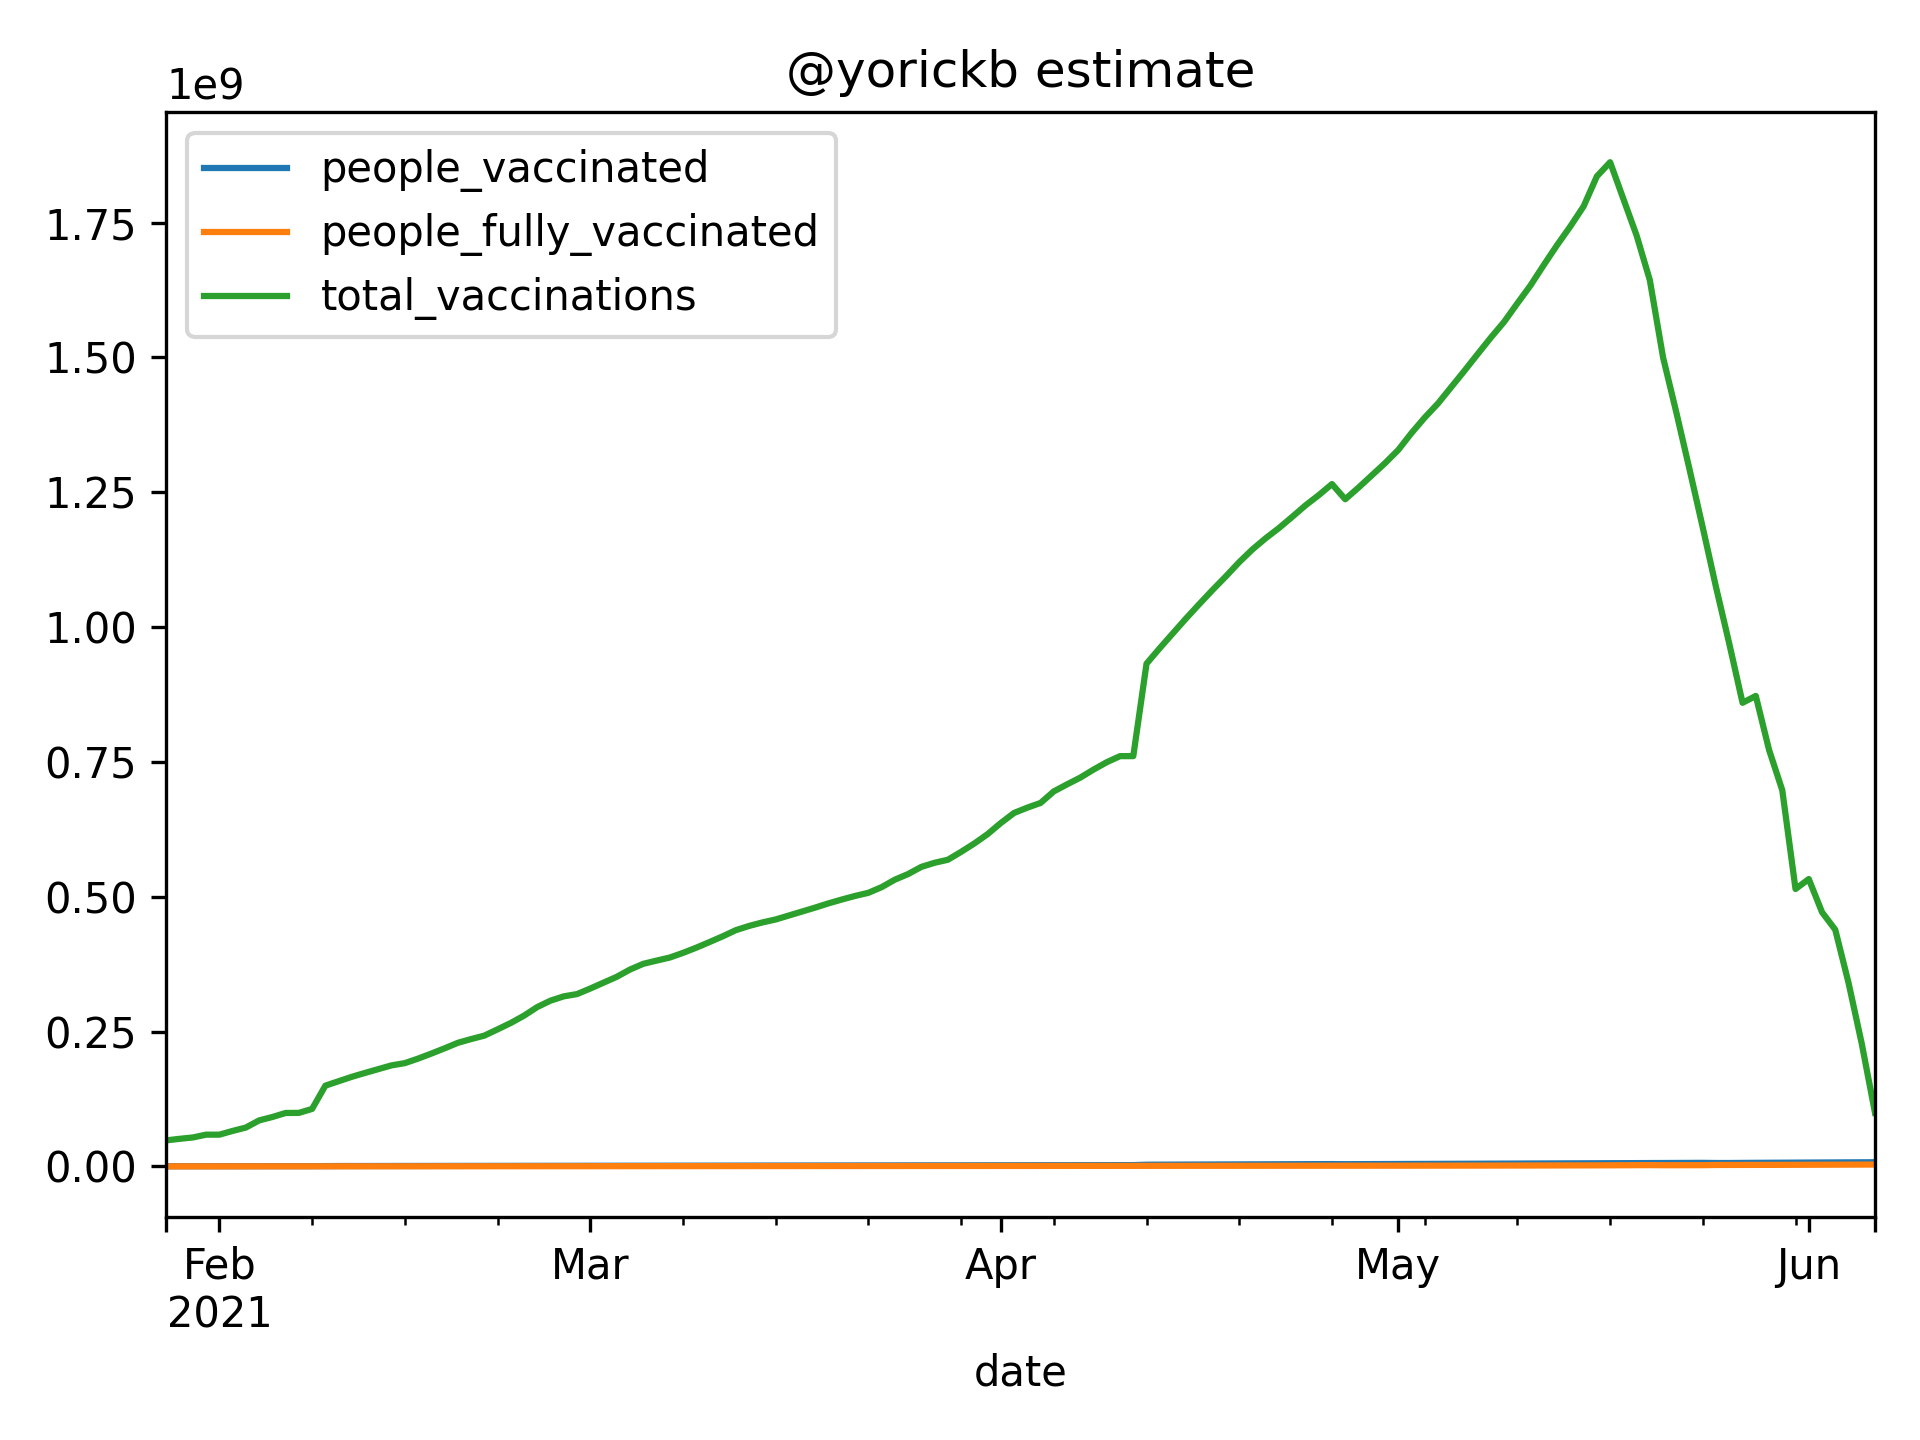 @yorickb estimate
1e9
people_vaccinated
people_fully_vaccinated
total_vaccinations
1.75
1.50
1.25
1.00
0.75
0.50
0.25
0.00
Feb Mar Apr May Jun
2021
date